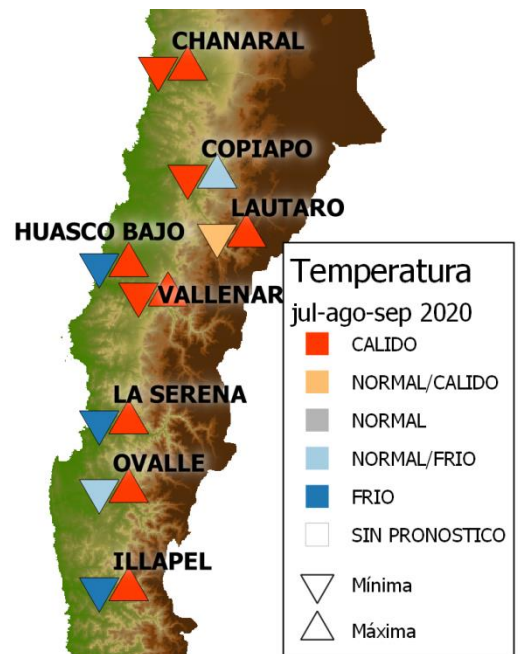 CHANARAL
COPIAPO
LAUTARO
HUASCO BAJO
VALLENAR
LA SERENA
OVALLE
ILLAPEL
Temperatura
jul-ago-sep 2020
CALIDO
NORMAL/CALIDO
NORMAL
NORMAL/FRIO
FRIO
SIN PRONOSTICO
Mínima
Máxima